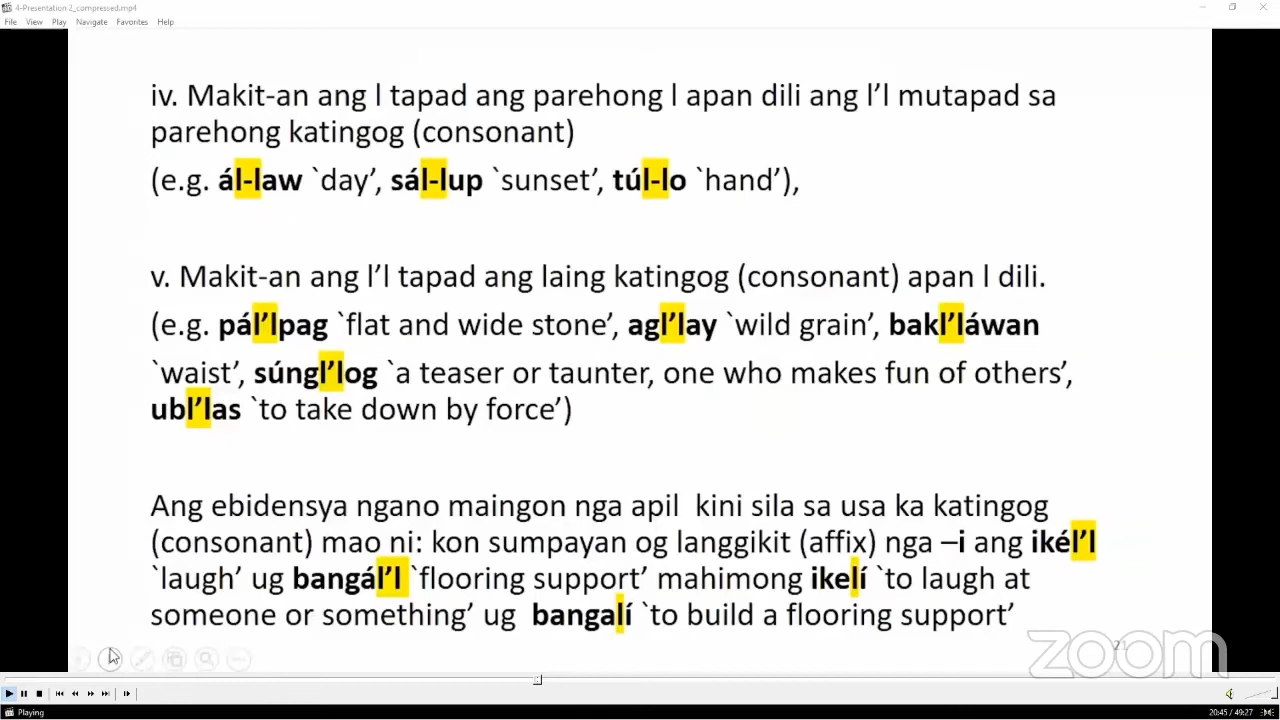 4-Presentation 2_compressed.mp4
File View Play Navigate Favorites Help
iv. Makit-an ang l tapad ang parehong l apan dili ang l’l mutapad sa
parehong katingog (consonant)
(e.g. ál-law `day’, sál-lup `sunset’, túl-lo `hand’),
v. Makit-an ang l’l tapad ang laing katingog (consonant) apan l dili.
(e.g. pál’lpag `flat and wide stone’, agl’lay `wild grain’, bakl’láwan
`waist’, súngl’log `a teaser or taunter, one who makes fun of others’,
ubl’las `to take down by force’)
Ang ebidensya ngano maingon nga apil kini sila sa usa ka katingog
(consonant) mao ni: kon sumpayan og langgikit (affix) nga –i ang ikél’l
`laugh’ ug bangál’l `flooring support’ mahimong ikelí `to laugh at
someone or something’ ug bangalí `to build a flooring support’
21
zoom
Playing
20:45 / 49:27